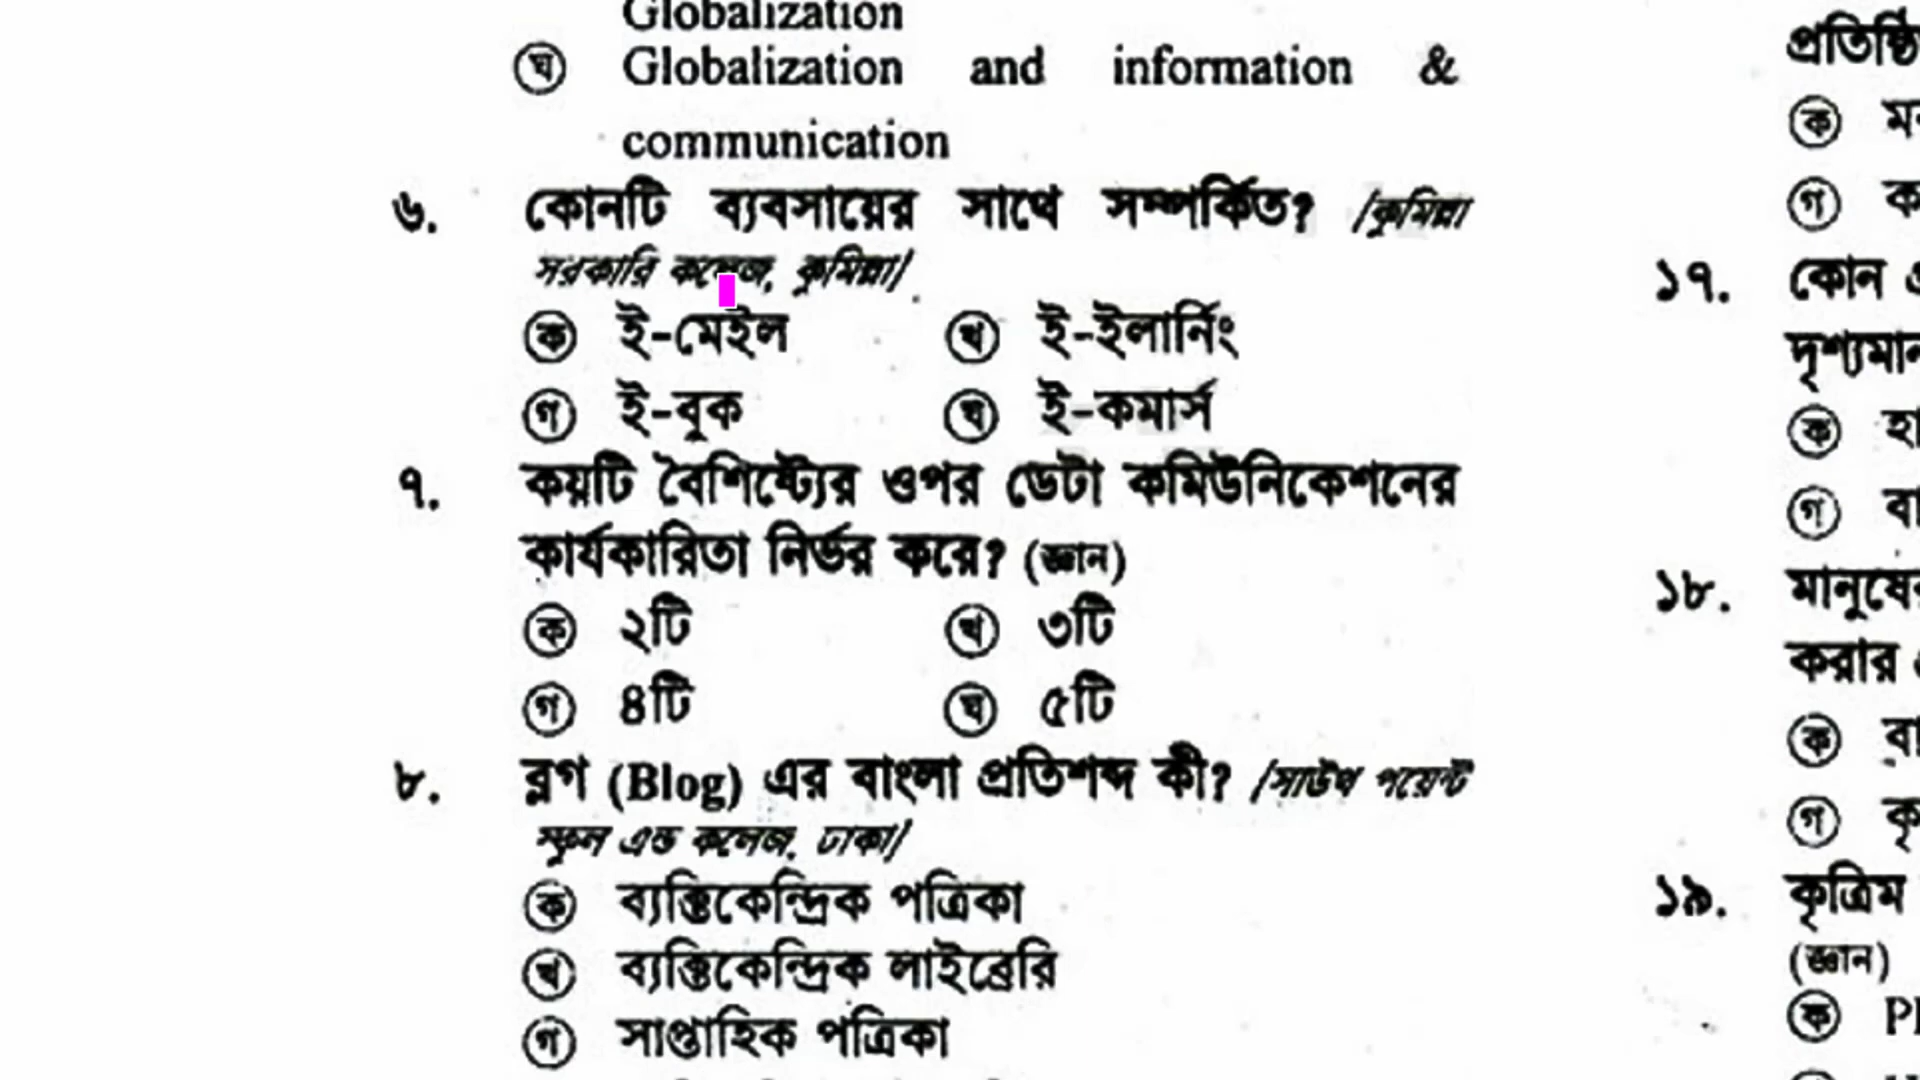 Globalization
ঘ Globalization and information &
communication
৬. কোনটি ব্যবসায়ের সাথে সম্পর্কিত? [কুমিল্লা
সরকারি কলেজ, কুমিল্লা]
ক ই-মেইল খ ই-ইলার্নিং
গ ই-বুক ঘ ই-কমার্স
৭. কয়টি বৈশিষ্ট্যের ওপর ডেটা কমিউনিকেশনের
কার্যকারিতা নির্ভর করে? (জ্ঞান)
ক ২টি খ ৩টি
গ ৪টি ঘ ৫টি
৮. ব্লগ (Blog) এর বাংলা প্রতিশব্দ কী? [সাউথ পয়েন্ট
স্কুল এন্ড কলেজ, ঢাকা]
ক ব্যক্তিকেন্দ্রিক পত্রিকা
খ ব্যক্তিকেন্দ্রিক লাইব্রেরি
গ সাপ্তাহিক পত্রিকা
ক
গ
১৭. কোন
ক
গ
১৮.
করার
ক
গ
১৯. কৃত্রিম
(জ্ঞান)
ক